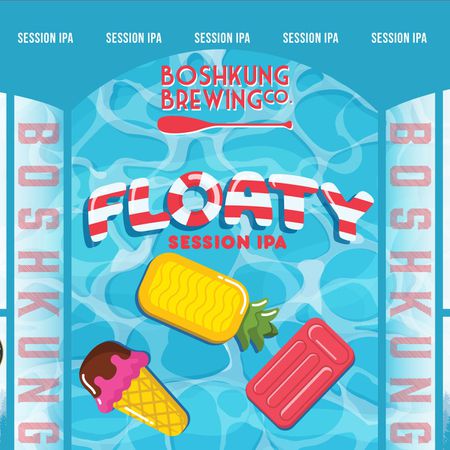 SESSION IPA SESSION IPA SESSION IPA SESSION IPA SESSION IPA
BOSHKUNG
BREWING CO.
FLOATY
SESSION IPA
BOSHKUNG
BOSHKUNG